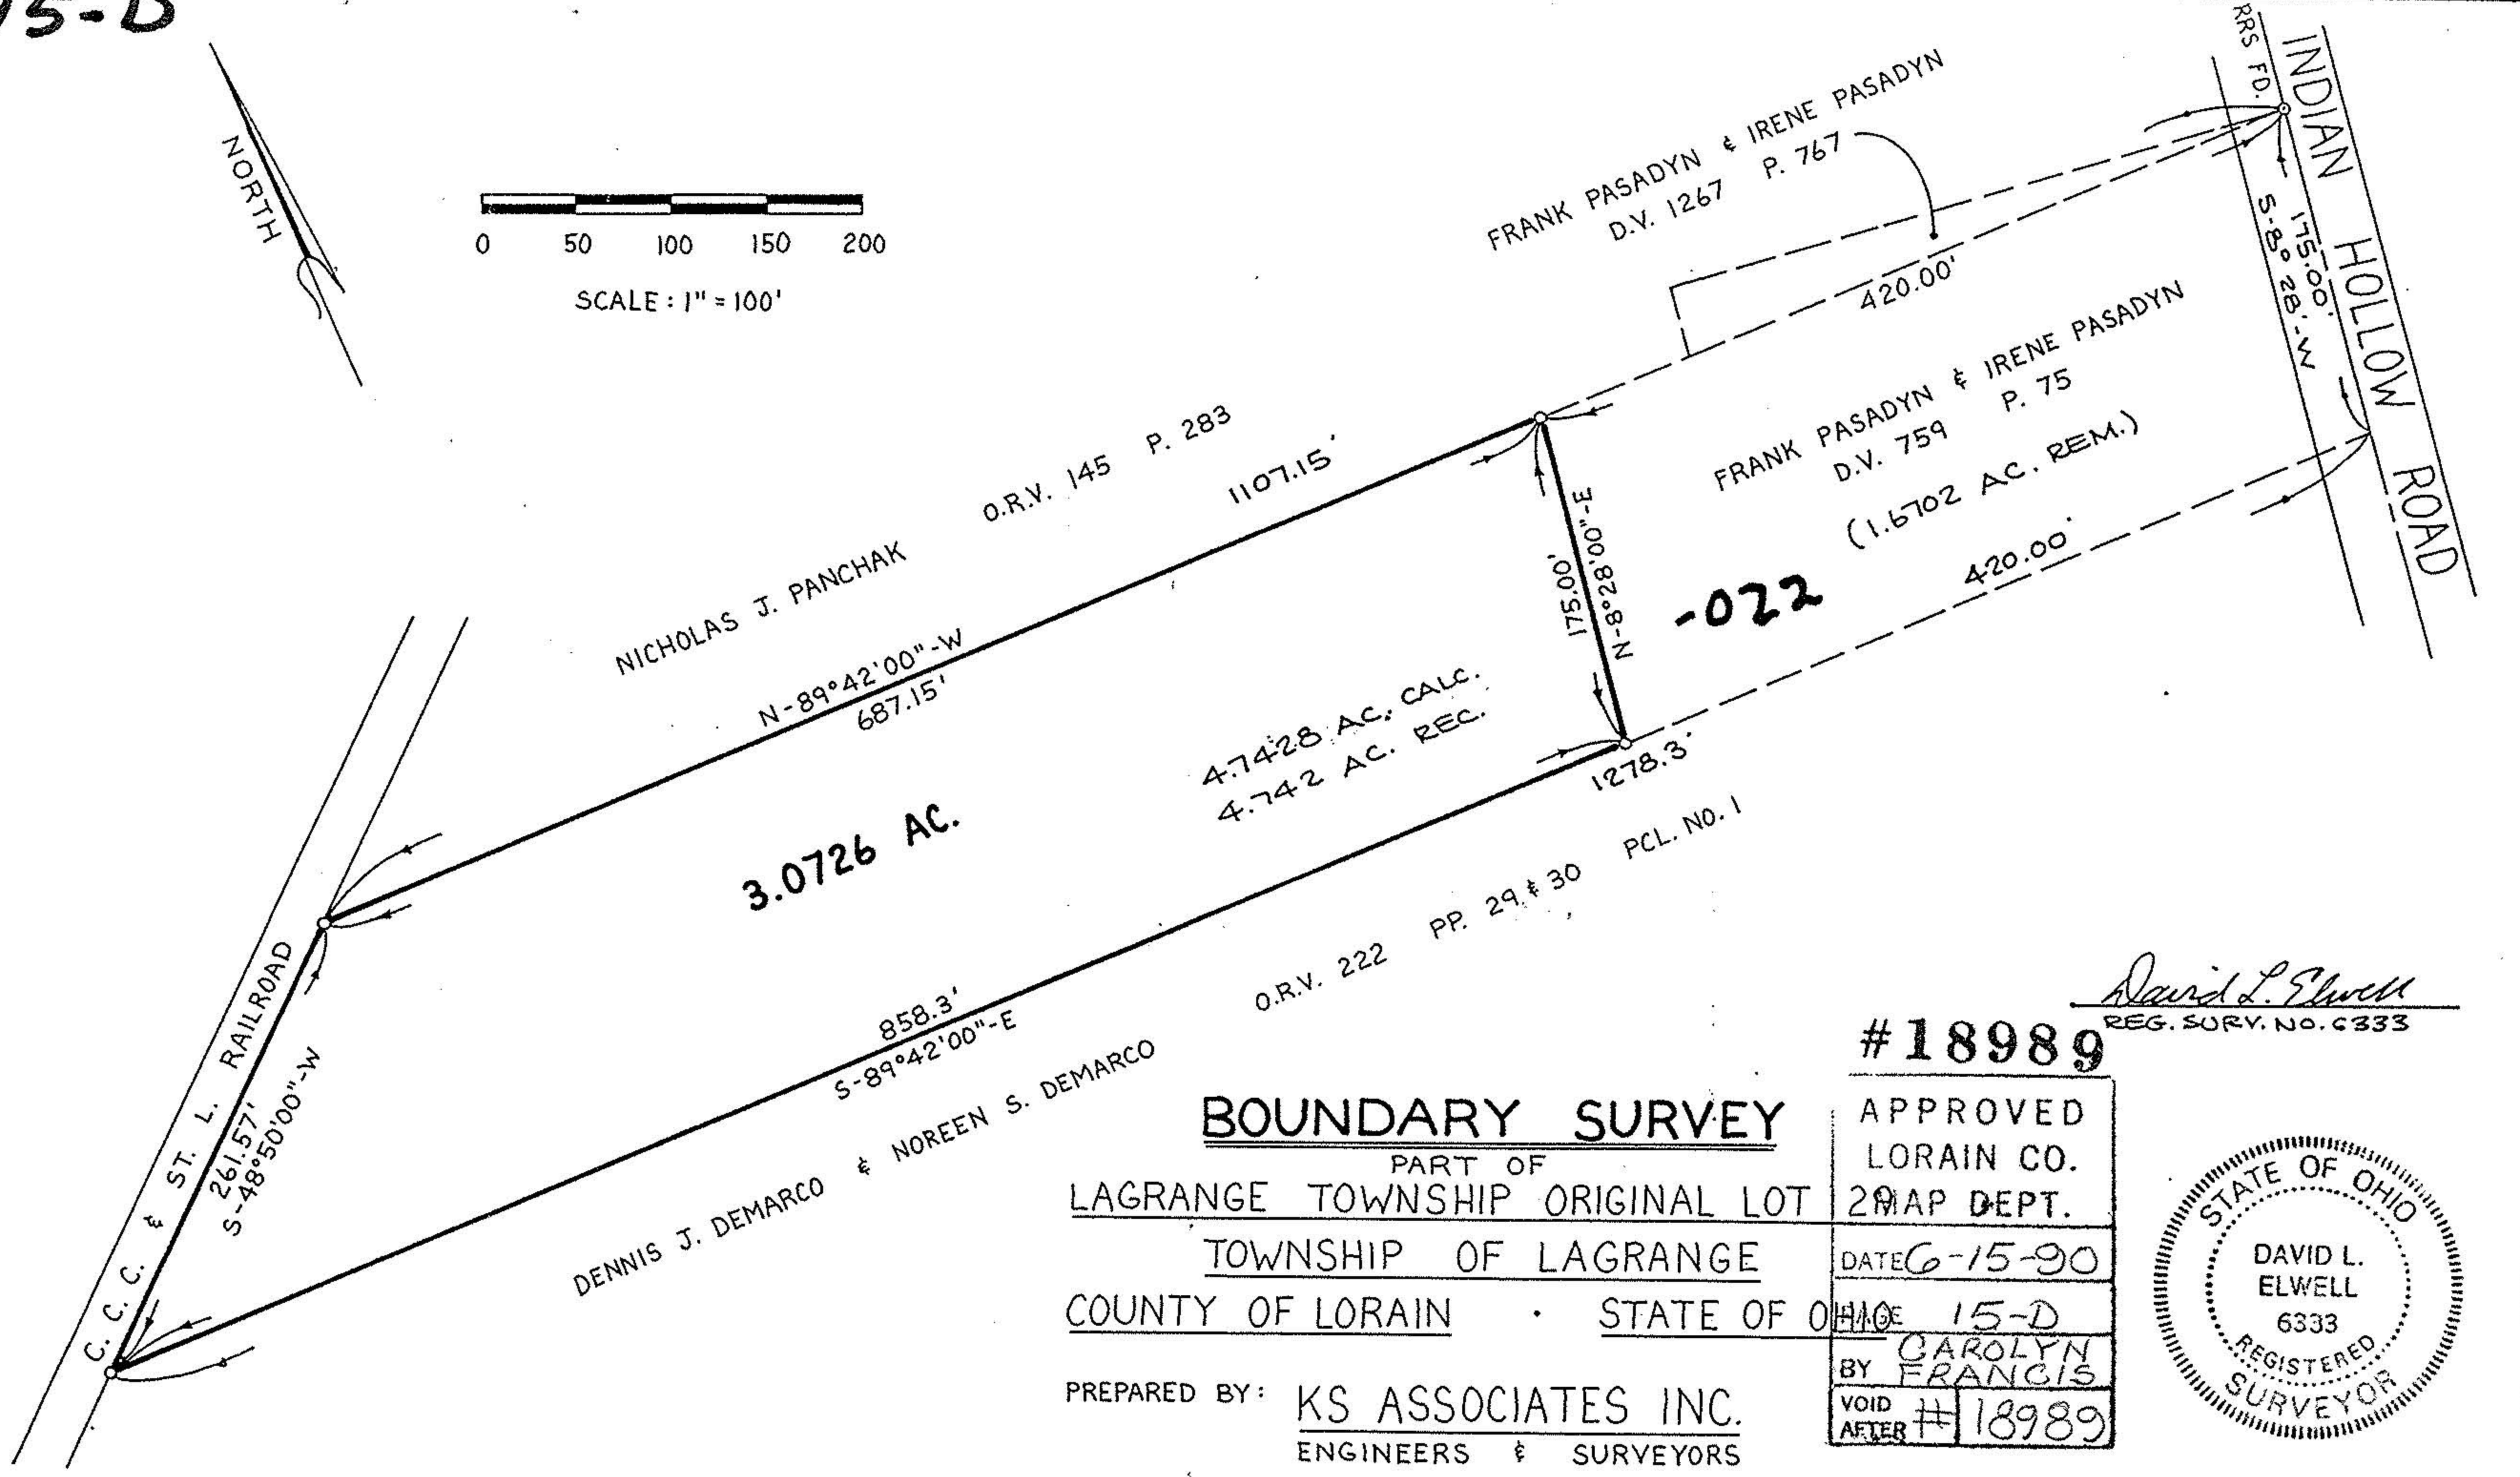 15-D
NORTH
0 50 100 150 200
SCALE: 1" = 100'
FRANK PASADYN & IRENE PASADYN
D.V. 1267 P. 767
RRS FD.
INDIAN HOLLOW ROAD
175.00'
S-8° 28'-W
420.00'
FRANK PASADYN & IRENE PASADYN
D.V. 759 P. 75
(1.6702 AC. REM.)
420.00'
-022
NICHOLAS J. PANCHAK O.R.V. 145 P. 283
1107.15'
N-89°42'00"-W
687.15'
175.00'
N-8°28'00"-E
4.7428 AC. CALC.
4.742 AC. REC.
3.0726 AC.
1278.3'
858.3'
S-89°42'00"-E
DENNIS J. DEMARCO & NOREEN S. DEMARCO O.R.V. 222 PP. 29 & 30 PCL. NO. 1
C. C. C. & ST. L. RAILROAD
261.57'
S-48°50'00"-W
David L. Elwell
REG. SURV. NO. 6333
#18989
BOUNDARY SURVEY
PART OF
LAGRANGE TOWNSHIP ORIGINAL LOT
TOWNSHIP OF LAGRANGE
COUNTY OF LORAIN · STATE OF OHIO
PREPARED BY: KS ASSOCIATES INC.
ENGINEERS & SURVEYORS
APPROVED
LORAIN CO.
MAP DEPT.
DATE 6-15-90
PAGE 15-D
BY CAROLYN
FRANCIS
VOID
AFTER # 18989
STATE OF OHIO
DAVID L.
ELWELL
6333
REGISTERED
SURVEYOR